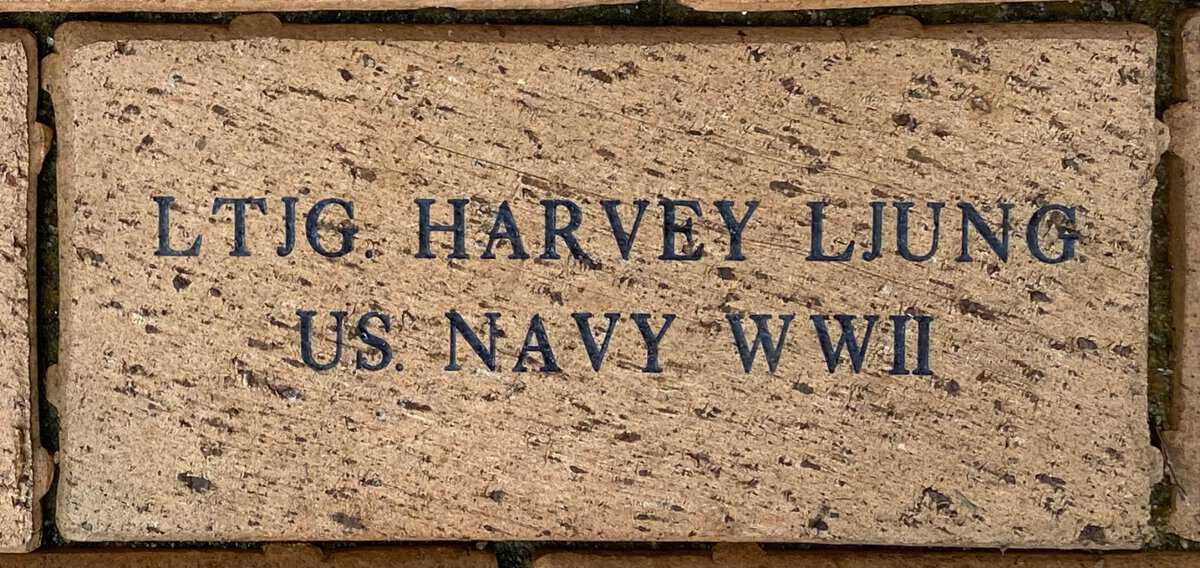 LTJG. HARVEY LJUNG
US. NAVY WWII